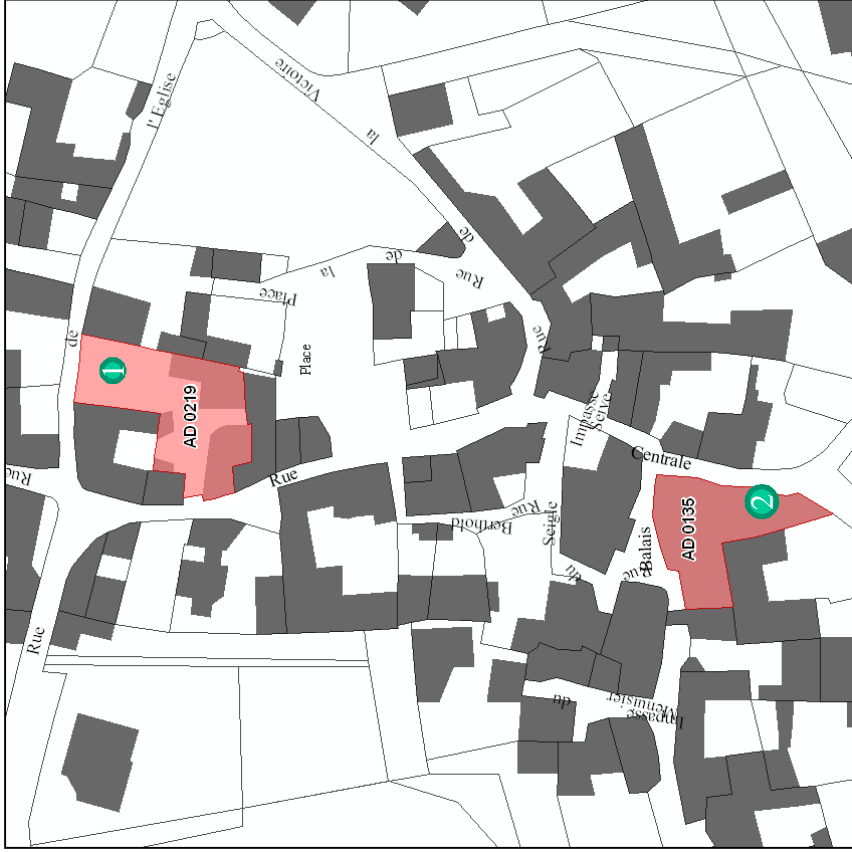 l'Eglise
Victoire
la
de
de
la
Place
Rue
de
Place
Rue
1
AD 0219
Rue
Impasse
Serve
Centrale
Rue
2
AD 0135
Rue
Berthold
Seigle
du
Rue
Balais
Rue
du
Impasse
Menuisier